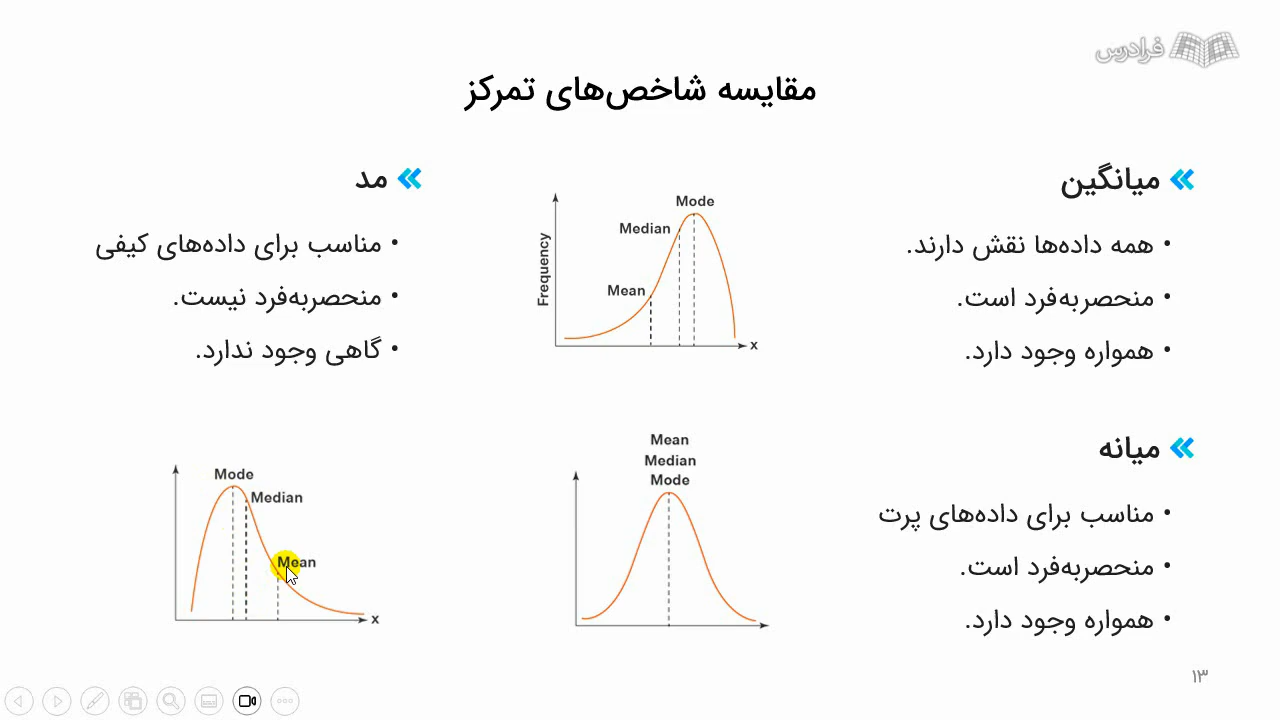 فرادرس
مقایسه شاخص‌های تمرکز
میانگین
• همه داده‌ها نقش دارند.
• منحصربه‌فرد است.
• همواره وجود دارد.
مد
• مناسب برای داده‌های کیفی
• منحصربه‌فرد نیست.
• گاهی وجود ندارد.
Mode
Median
Mean
Frequency
x
میانه
• مناسب برای داده‌های پرت
• منحصربه‌فرد است.
• همواره وجود دارد.
Mean
Median
Mode
Mode
Median
Mean
x
۱۳